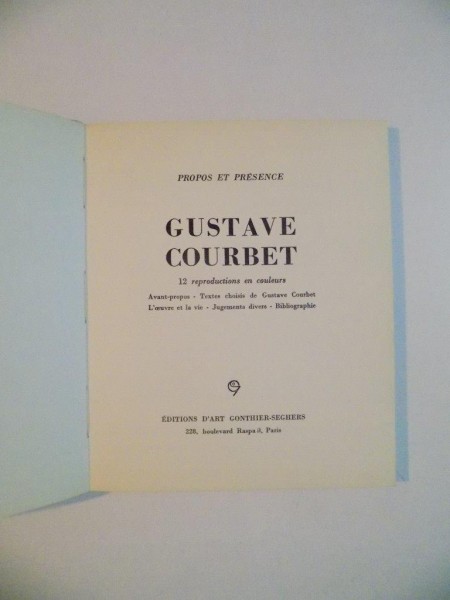 PROPOS ET PRÉSENCE
GUSTAVE
COURBET
12 reproductions en couleurs
Avant-propos - Textes choisis de Gustave Courbet
L'œuvre et la vie - Jugements divers - Bibliographie
ÉDITIONS D'ART GONTHIER-SEGHERS
228, boulevard Raspail, Paris